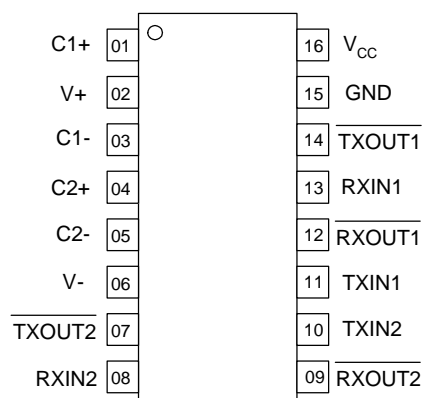 C1+ 01 16 VCC
V+ 02 15 GND
C1- 03 14 TXOUT1
C2+ 04 13 RXIN1
C2- 05 12 RXOUT1
V- 06 11 TXIN1
TXOUT2 07 10 TXIN2
RXIN2 08 09 RXOUT2